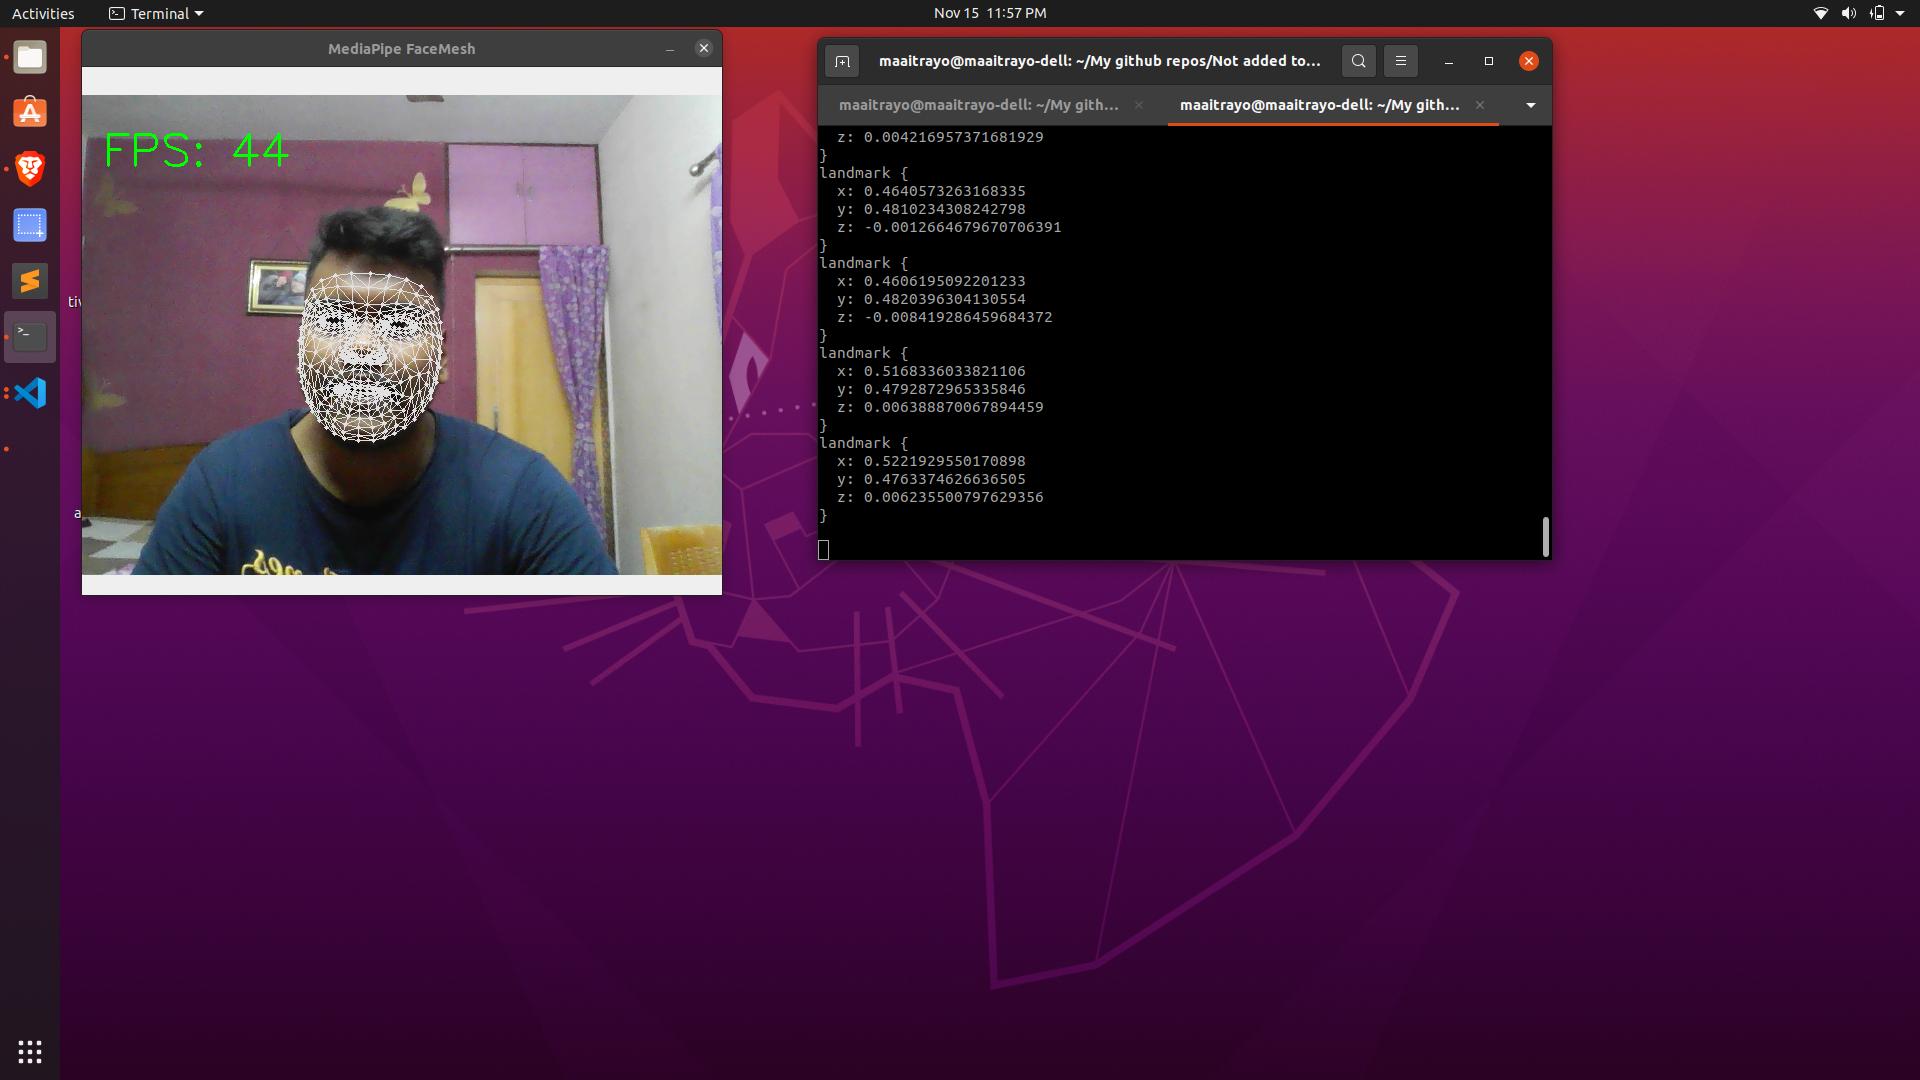 Activities
Terminal
Nov 15 11:57 PM
MediaPipe FaceMesh
FPS: 44
maaitrayo@maaitrayo-dell: ~/My github repos/Not added to...
maaitrayo@maaitrayo-dell: ~/My gith...
maaitrayo@maaitrayo-dell: ~/My gith...
z: 0.004216957371681929
}
landmark {
x: 0.4640573263168335
y: 0.4810234308242798
z: -0.0012664679670706391
}
landmark {
x: 0.4606195092201233
y: 0.4820396304130554
z: -0.008419286459684372
}
landmark {
x: 0.5168336033821106
y: 0.4792872965335846
z: 0.006388870067894459
}
landmark {
x: 0.5221929550170898
y: 0.4763374626636505
z: 0.006235500797629356
}